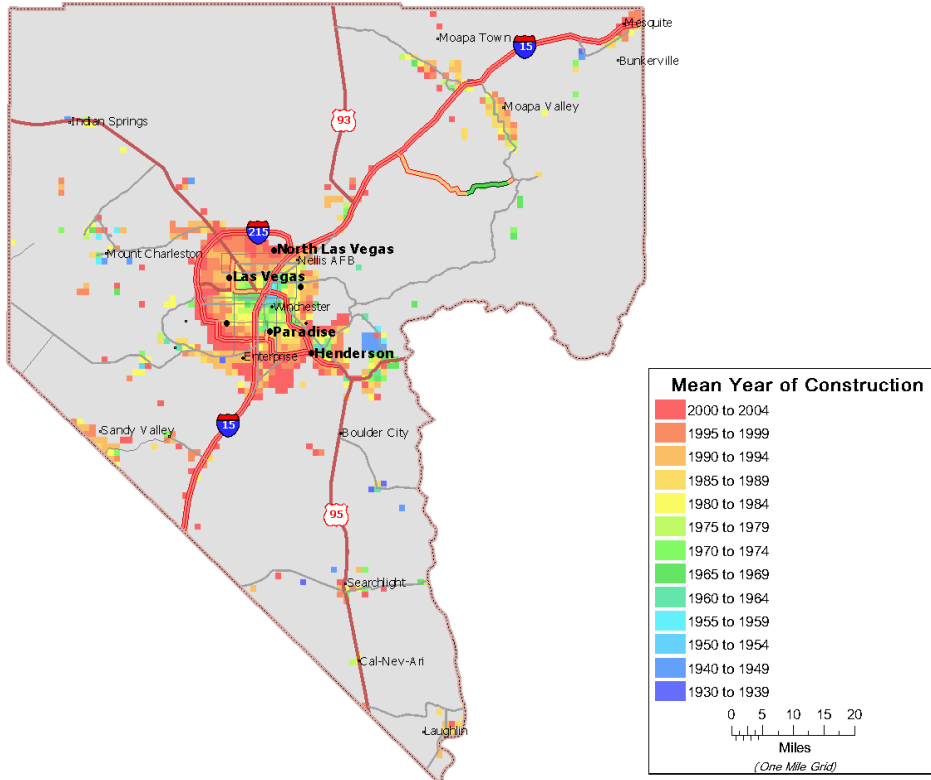 Mesquite
Moapa Town
15
Bunkerville
Moapa Valley
93
Indian Springs
215
North Las Vegas
Mount Charleston
Nellis AFB
Las Vegas
Winchester
Paradise
Henderson
Enterprise
15
Sandy Valley
Boulder City
95
Searchlight
Cal-Nev-Ari
Laughlin
Mean Year of Construction
2000 to 2004
1995 to 1999
1990 to 1994
1985 to 1989
1980 to 1984
1975 to 1979
1970 to 1974
1965 to 1969
1960 to 1964
1955 to 1959
1950 to 1954
1940 to 1949
1930 to 1939
0 5 10 15 20
Miles
(One Mile Grid)